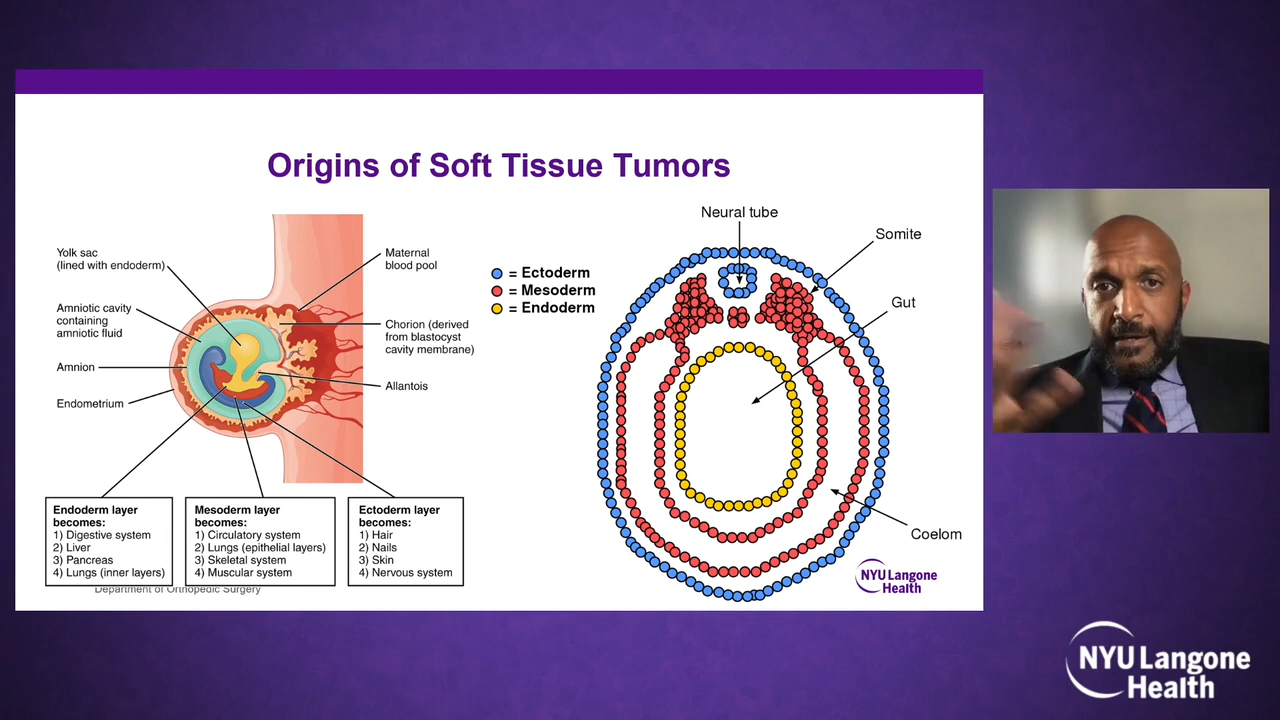 Origins of Soft Tissue Tumors
Yolk sac
(lined with endoderm)
Amniotic cavity
containing
amniotic fluid
Amnion
Endometrium
Maternal
blood pool
Chorion (derived
from blastocyst
cavity membrane)
Allantois
Endoderm layer
becomes:
1) Digestive system
2) Liver
3) Pancreas
4) Lungs (inner layers)
Mesoderm layer
becomes:
1) Circulatory system
2) Lungs (epithelial layers)
3) Skeletal system
4) Muscular system
Ectoderm layer
becomes:
1) Hair
2) Nails
3) Skin
4) Nervous system
Department of Orthopedic Surgery
= Ectoderm
= Mesoderm
= Endoderm
Neural tube
Somite
Gut
Coelom
NYU Langone
Health
NYU Langone
Health